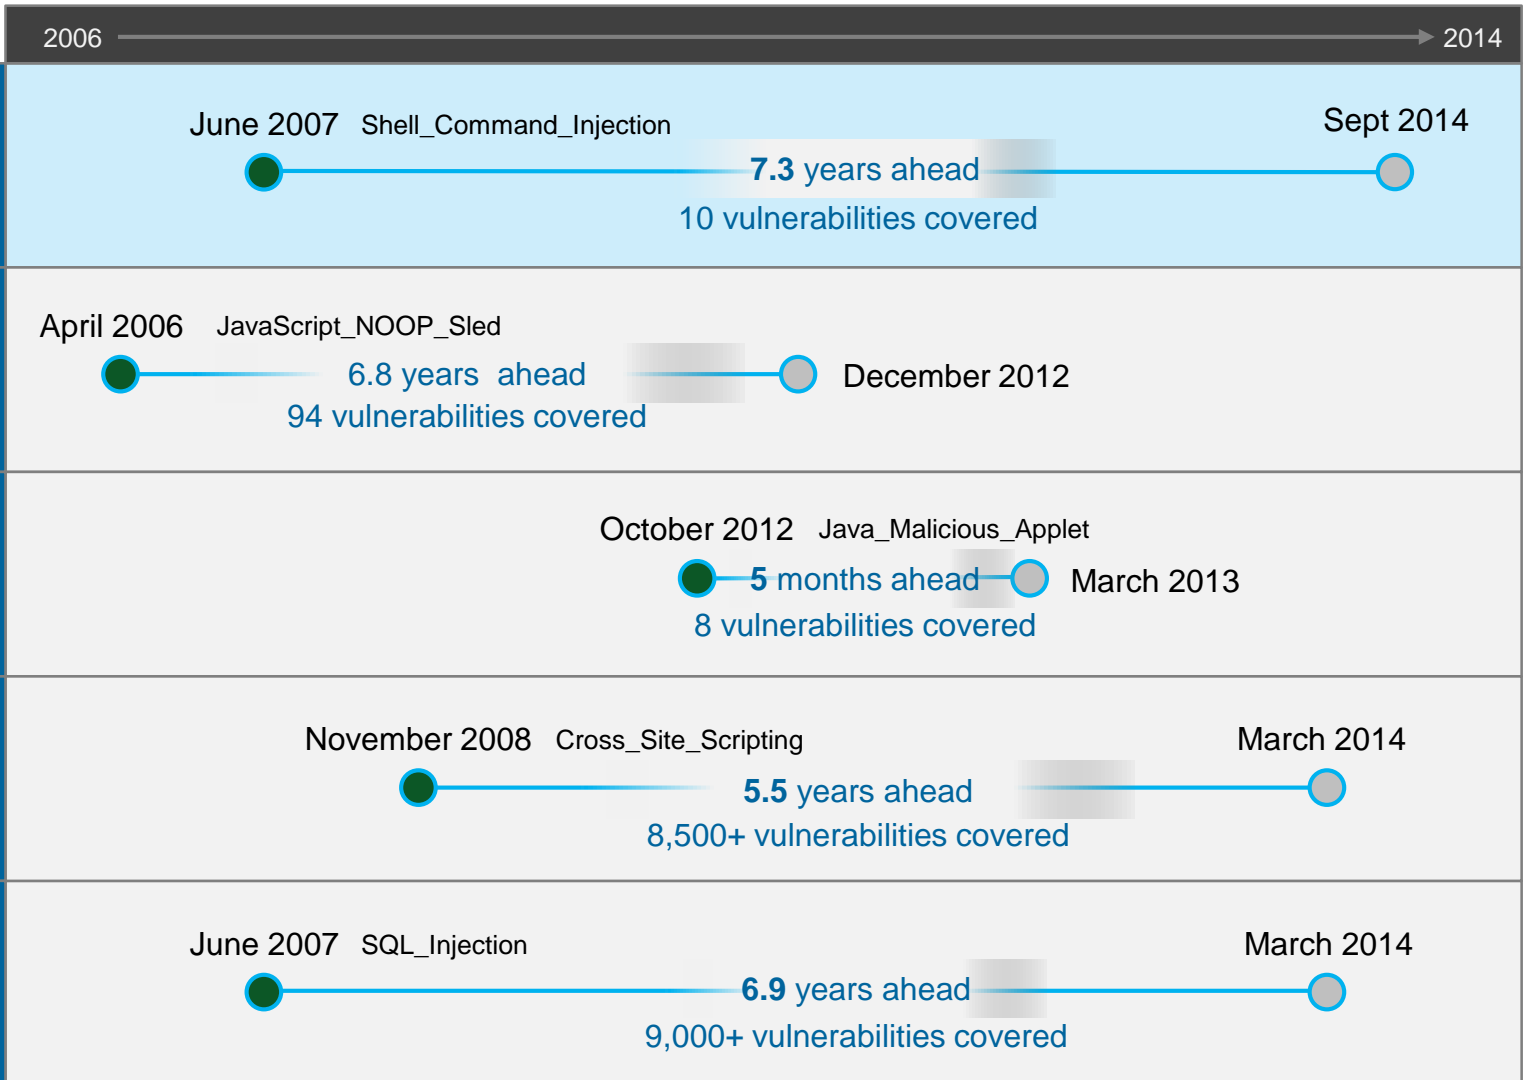 2006 2014
June 2007 Shell_Command_Injection Sept 2014
7.3 years ahead
10 vulnerabilities covered
April 2006 JavaScript_NOOP_Sled
6.8 years ahead December 2012
94 vulnerabilities covered
October 2012 Java_Malicious_Applet
5 months ahead March 2013
8 vulnerabilities covered
November 2008 Cross_Site_Scripting March 2014
5.5 years ahead
8,500+ vulnerabilities covered
June 2007 SQL_Injection March 2014
6.9 years ahead
9,000+ vulnerabilities covered